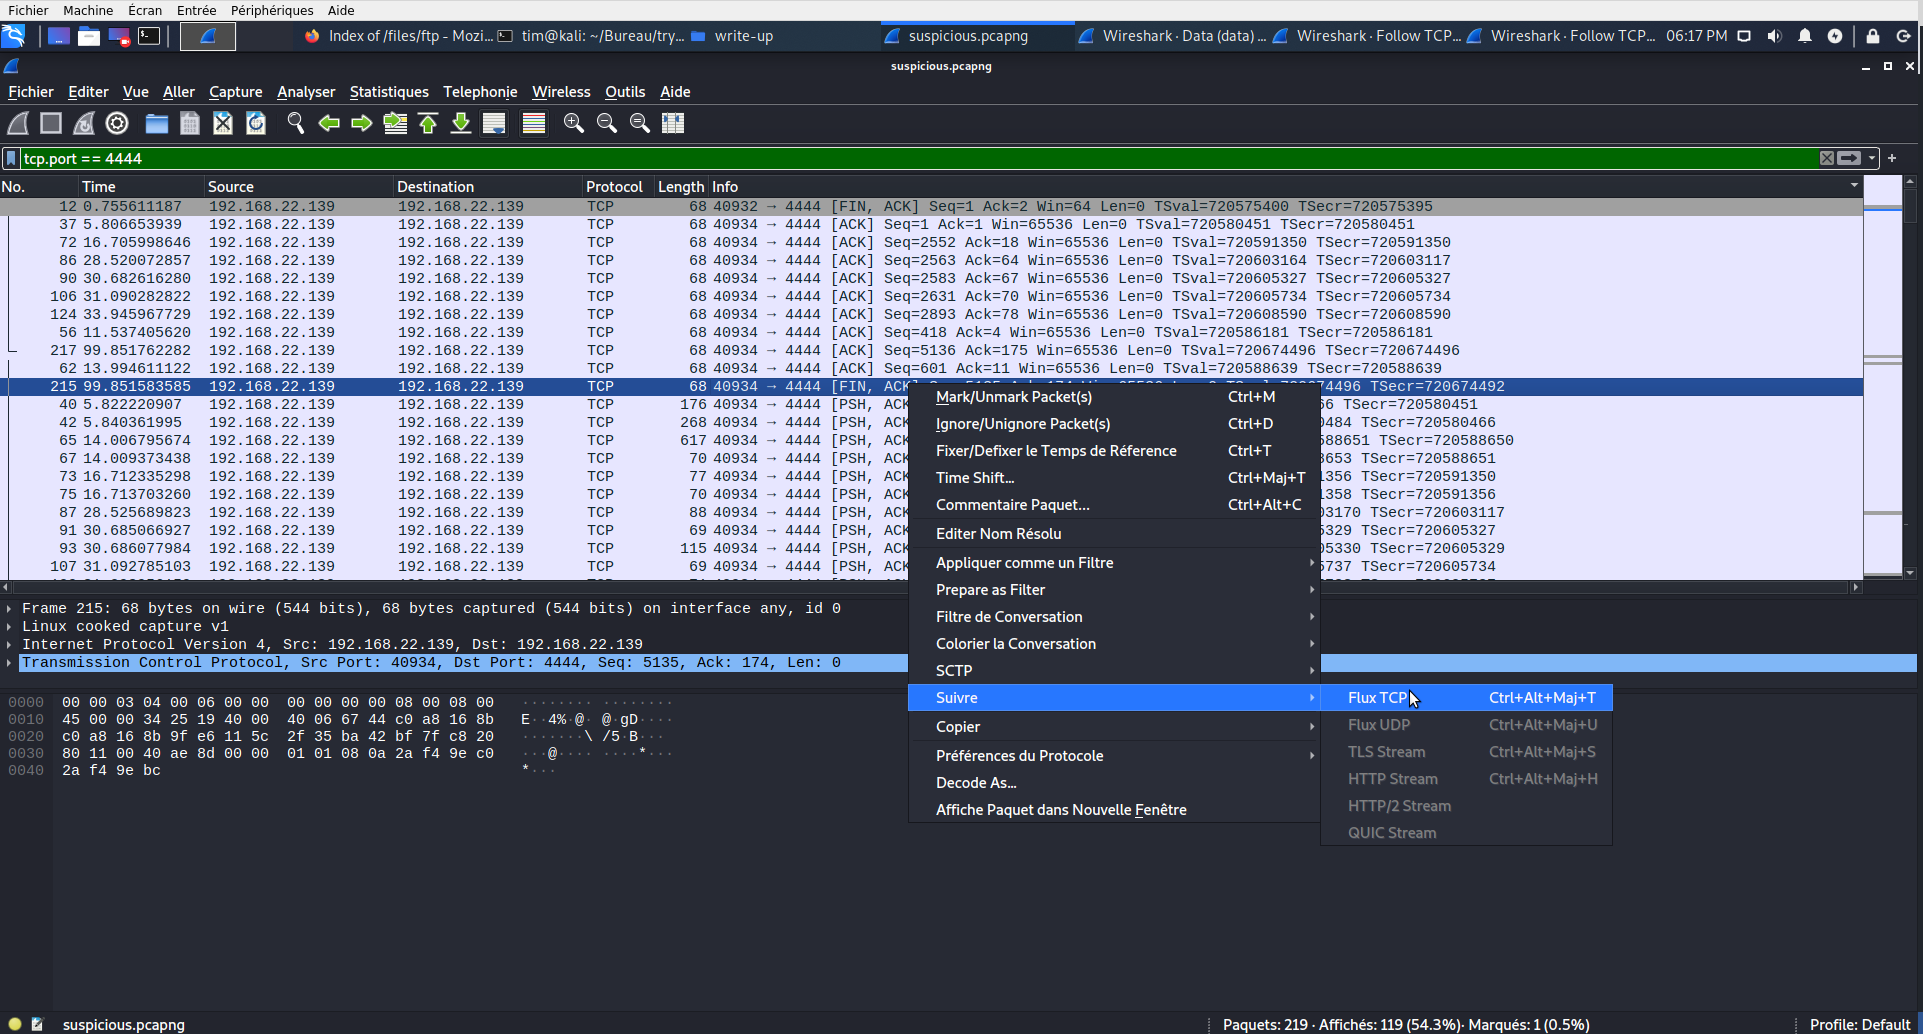 Fichier Machine Écran Entrée Périphériques Aide
Index of /files/ftp - Mozi... tim@kali: ~/Bureau/try... write-up suspicious.pcapng Wireshark · Data (data) ... Wireshark · Follow TCP... Wireshark · Follow TCP... 06:17 PM
suspicious.pcapng
Fichier Editer Vue Aller Capture Analyser Statistiques Telephonie Wireless Outils Aide
tcp.port == 4444
No. Time Source Destination Protocol Length Info
12 0.755611187 192.168.22.139 192.168.22.139 TCP 68 40932 → 4444 [FIN, ACK] Seq=1 Ack=2 Win=64 Len=0 TSval=720575400 TSecr=720575395
37 5.806653939 192.168.22.139 192.168.22.139 TCP 68 40934 → 4444 [ACK] Seq=1 Ack=1 Win=65536 Len=0 TSval=720580451 TSecr=720580451
72 16.705998646 192.168.22.139 192.168.22.139 TCP 68 40934 → 4444 [ACK] Seq=2552 Ack=18 Win=65536 Len=0 TSval=720591350 TSecr=720591350
86 28.520072857 192.168.22.139 192.168.22.139 TCP 68 40934 → 4444 [ACK] Seq=2563 Ack=64 Win=65536 Len=0 TSval=720603164 TSecr=720603117
90 30.682616280 192.168.22.139 192.168.22.139 TCP 68 40934 → 4444 [ACK] Seq=2583 Ack=67 Win=65536 Len=0 TSval=720605327 TSecr=720605327
106 31.090282822 192.168.22.139 192.168.22.139 TCP 68 40934 → 4444 [ACK] Seq=2631 Ack=70 Win=65536 Len=0 TSval=720605734 TSecr=720605734
124 33.945967729 192.168.22.139 192.168.22.139 TCP 68 40934 → 4444 [ACK] Seq=2893 Ack=78 Win=65536 Len=0 TSval=720608590 TSecr=720608590
56 11.537405620 192.168.22.139 192.168.22.139 TCP 68 40934 → 4444 [ACK] Seq=418 Ack=4 Win=65536 Len=0 TSval=720586181 TSecr=720586181
217 99.851762282 192.168.22.139 192.168.22.139 TCP 68 40934 → 4444 [ACK] Seq=5136 Ack=175 Win=65536 Len=0 TSval=720674496 TSecr=720674496
62 13.994611122 192.168.22.139 192.168.22.139 TCP 68 40934 → 4444 [ACK] Seq=601 Ack=11 Win=65536 Len=0 TSval=720588639 TSecr=720588639
215 99.851583585 192.168.22.139 192.168.22.139 TCP 68 40934 → 4444 [FIN, ACK 74496 TSecr=720674492
40 5.822220907 192.168.22.139 192.168.22.139 TCP 176 40934 → 4444 [PSH, ACK 66 TSecr=720580451
42 5.840361995 192.168.22.139 192.168.22.139 TCP 268 40934 → 4444 [PSH, ACK 0484 TSecr=720580466
65 14.006795674 192.168.22.139 192.168.22.139 TCP 617 40934 → 4444 [PSH, ACK 588651 TSecr=720588650
67 14.009373438 192.168.22.139 192.168.22.139 TCP 70 40934 → 4444 [PSH, ACK 8653 TSecr=720588651
73 16.712335298 192.168.22.139 192.168.22.139 TCP 77 40934 → 4444 [PSH, ACK 1356 TSecr=720591350
75 16.713703260 192.168.22.139 192.168.22.139 TCP 70 40934 → 4444 [PSH, ACK 1358 TSecr=720591356
87 28.525689823 192.168.22.139 192.168.22.139 TCP 88 40934 → 4444 [PSH, ACK 03170 TSecr=720603117
91 30.685066927 192.168.22.139 192.168.22.139 TCP 69 40934 → 4444 [PSH, ACK 5329 TSecr=720605327
93 30.686077984 192.168.22.139 192.168.22.139 TCP 115 40934 → 4444 [PSH, ACK 05330 TSecr=720605329
107 31.092785103 192.168.22.139 192.168.22.139 TCP 69 40934 → 4444 [PSH, ACK 5737 TSecr=720605734
Mark/Unmark Packet(s) Ctrl+M
Ignore/Unignore Packet(s) Ctrl+D
Fixer/Defixer le Temps de Réference Ctrl+T
Time Shift... Ctrl+Maj+T
Commentaire Paquet... Ctrl+Alt+C
Editer Nom Résolu
Appliquer comme un Filtre
Prepare as Filter
Filtre de Conversation
Colorier la Conversation
SCTP
Suivre
Copier
Préférences du Protocole
Decode As...
Affiche Paquet dans Nouvelle Fenêtre
Flux TCP Ctrl+Alt+Maj+T
Flux UDP Ctrl+Alt+Maj+U
TLS Stream Ctrl+Alt+Maj+S
HTTP Stream Ctrl+Alt+Maj+H
HTTP/2 Stream
QUIC Stream
Frame 215: 68 bytes on wire (544 bits), 68 bytes captured (544 bits) on interface any, id 0
Linux cooked capture v1
Internet Protocol Version 4, Src: 192.168.22.139, Dst: 192.168.22.139
Transmission Control Protocol, Src Port: 40934, Dst Port: 4444, Seq: 5135, Ack: 174, Len: 0
0000 00 00 03 04 00 06 00 00 00 00 00 00 08 00 08 00 ········ ········
0010 45 00 00 34 25 19 40 00 40 06 67 44 c0 a8 16 8b E··4%·@· @·gD····
0020 c0 a8 16 8b 9f e6 11 5c 2f 35 ba 42 bf 7f c8 20 ·······\ /5·B···
0030 80 11 00 40 ae 8d 00 00 01 01 08 0a 2a f4 9e c0 ···@···· ····*···
0040 2a f4 9e bc *···
suspicious.pcapng Paquets: 219 · Affichés: 119 (54.3%)· Marqués: 1 (0.5%) Profile: Default